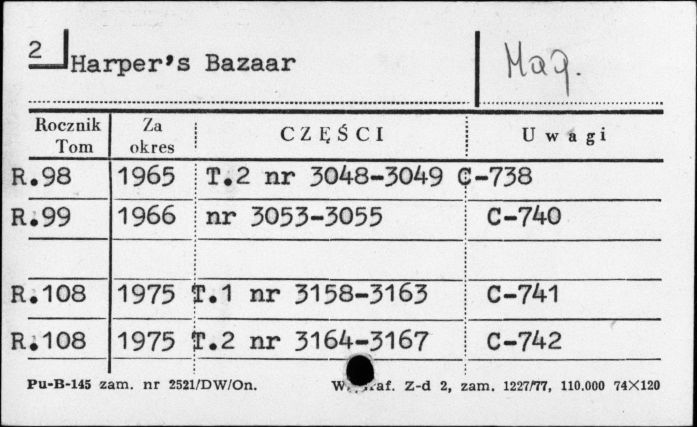 2 Harper's Bazaar Mag.
Rocznik Tom Za okres CZĘŚCI Uwagi
R.98 1965 T.2 nr 3048-3049 C-738
R.99 1966 nr 3053-3055 C-740
R.108 1975 T.1 nr 3158-3163 C-741
R.108 1975 T.2 nr 3164-3167 C-742
Pu-B-145 zam. nr 2521/DW/On. Z-d 2, zam. 1227/77, 110.000 74×120